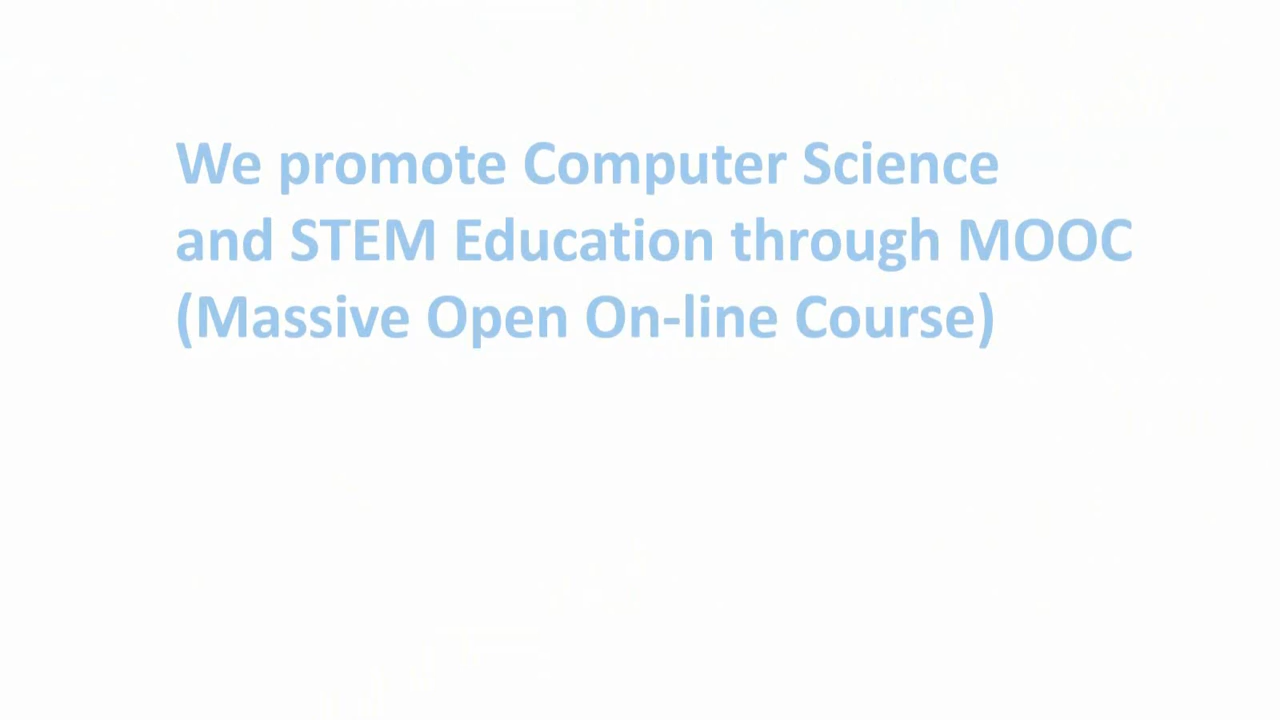 We promote Computer Science
and STEM Education through MOOC
(Massive Open On-line Course)